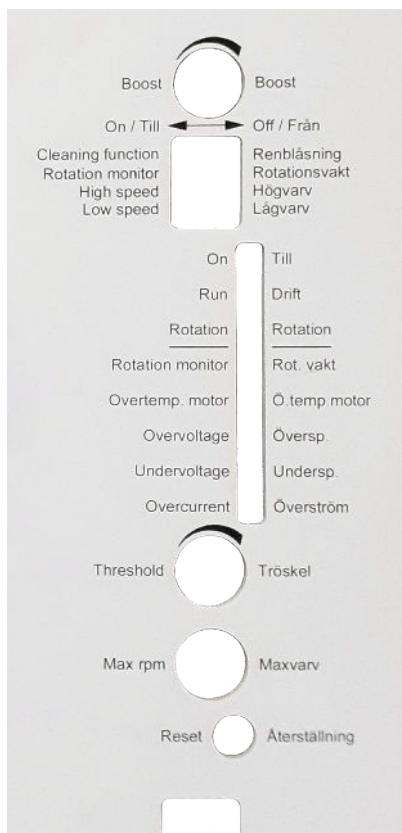 Boost Boost
On / Till Off / Från
Cleaning function Renblåsning
Rotation monitor Rotationsvakt
High speed Högvarv
Low speed Lågvarv
On Till
Run Drift
Rotation Rotation
Rotation monitor Rot. vakt
Overtemp. motor Ö.temp.motor
Overvoltage Översp.
Undervoltage Undersp.
Overcurrent Överström
Threshold Tröskel
Max rpm Maxvarv
Reset Återställning